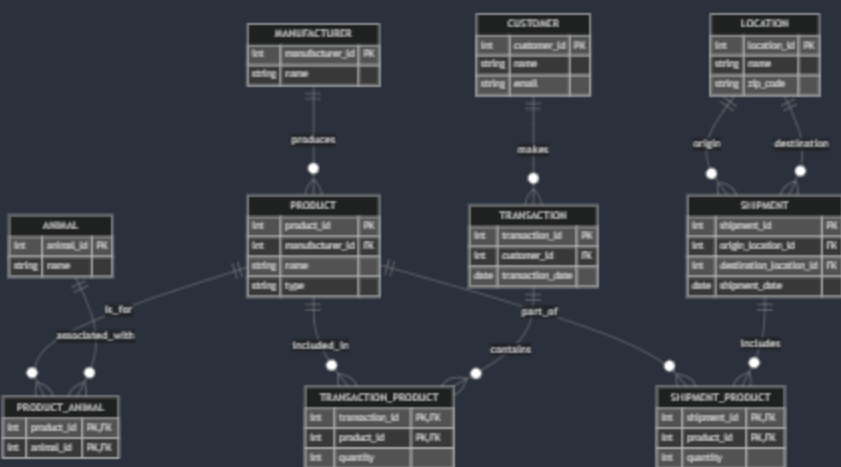 MANUFACTURER
int manufacturer_id PK
string name
CUSTOMER
int customer_id PK
string name
string email
LOCATION
int location_id PK
string name
string zip_code
produces
makes
origin
destination
ANIMAL
int animal_id PK
string name
PRODUCT
int product_id PK
int manufacturer_id FK
string name
string type
TRANSACTION
int transaction_id PK
int customer_id FK
date transaction_date
SHIPMENT
int shipment_id PK
int origin_location_id FK
int destination_location_id FK
date shipment_date
is_for
associated_with
included_in
part_of
contains
includes
PRODUCT_ANIMAL
int product_id PK,FK
int animal_id PK,FK
TRANSACTION_PRODUCT
int transaction_id PK,FK
int product_id PK,FK
int quantity
SHIPMENT_PRODUCT
int shipment_id PK,FK
int product_id PK,FK
int quantity